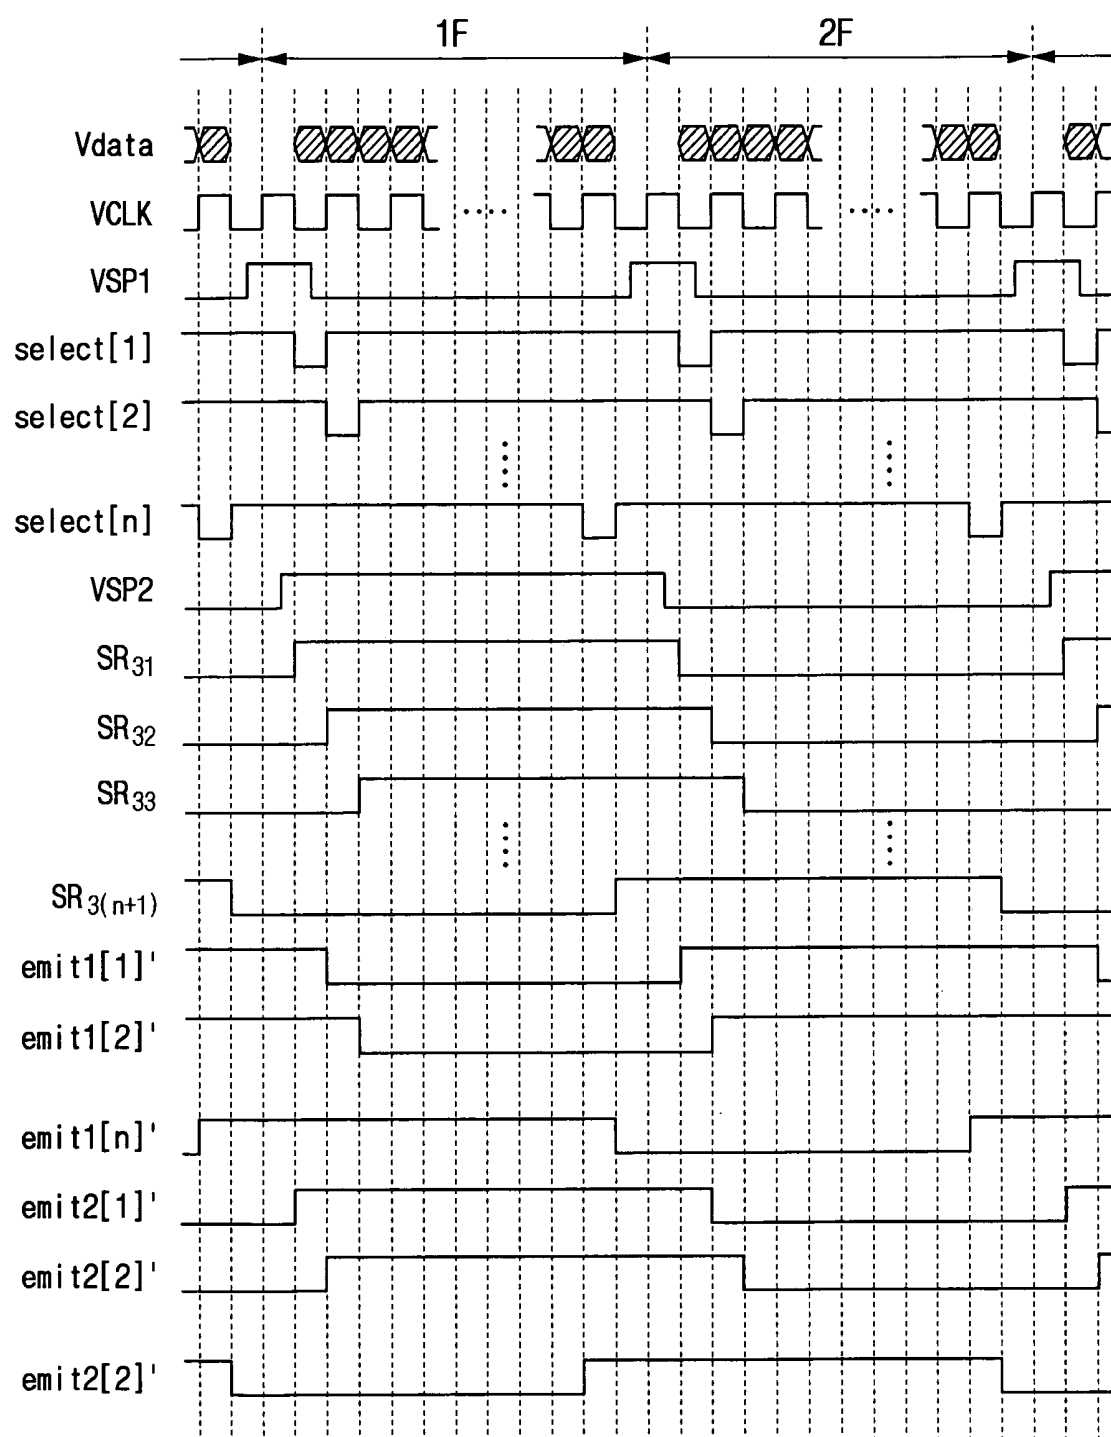 1F 2F
Vdata
VCLK
VSP1
select[1]
select[2]
select[n]
VSP2
SR31
SR32
SR33
SR3(n+1)
emit1[1]'
emit1[2]'
emit1[n]'
emit2[1]'
emit2[2]'
emit2[2]'